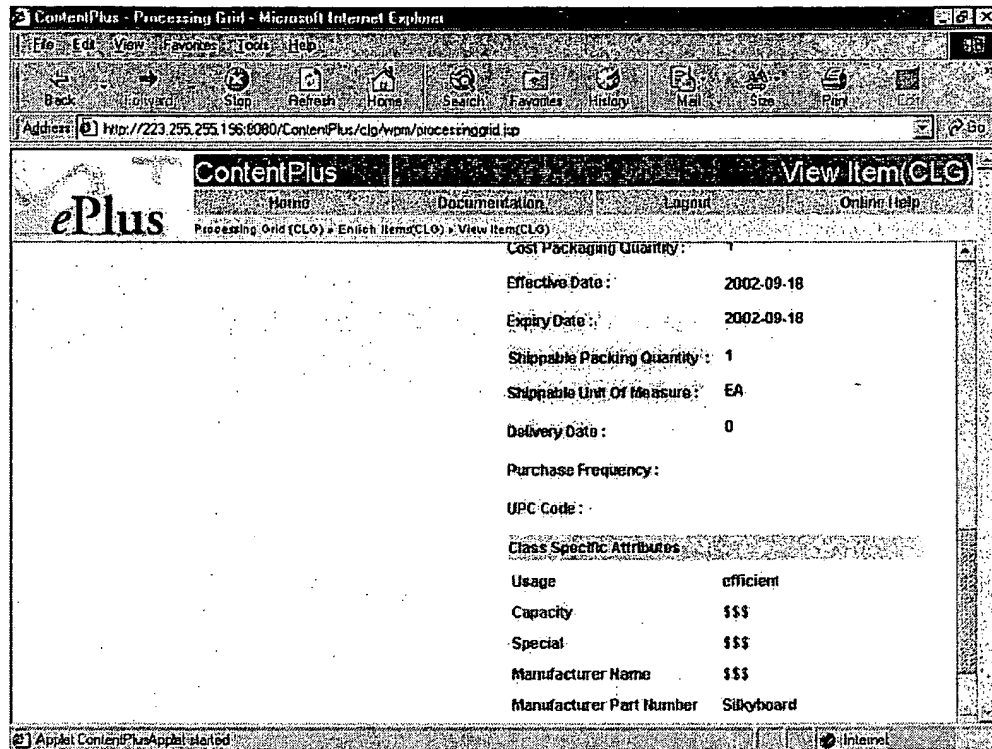 ContentPlus - Processing Grid - Microsoft Internet Explorer
File Edit View Favorites Tools Help
Back Forward Stop Refresh Home Search Favorites History Mail Size Print Edit
Address http://223.255.255.196:8080/ContentPlus/clg/wpm/processinggrid.jsp Go
ePlus
ContentPlus View Item(CLG)
Home Documentation Logout Online Help
Processing Grid (CLG) » Enrich Items(CLG) » View Item(CLG)
Cost Packaging Quantity : 1
Effective Date : 2002-09-18
Expiry Date : 2002-09-18
Shippable Packing Quantity : 1
Shippable Unit Of Measure : EA
Delivery Date : 0
Purchase Frequency :
UPC Code :
Class Specific Attributes
Usage efficient
Capacity $$$
Special $$$
Manufacturer Name $$$
Manufacturer Part Number Silkyboard
Applet ContentPlusApplet started Internet